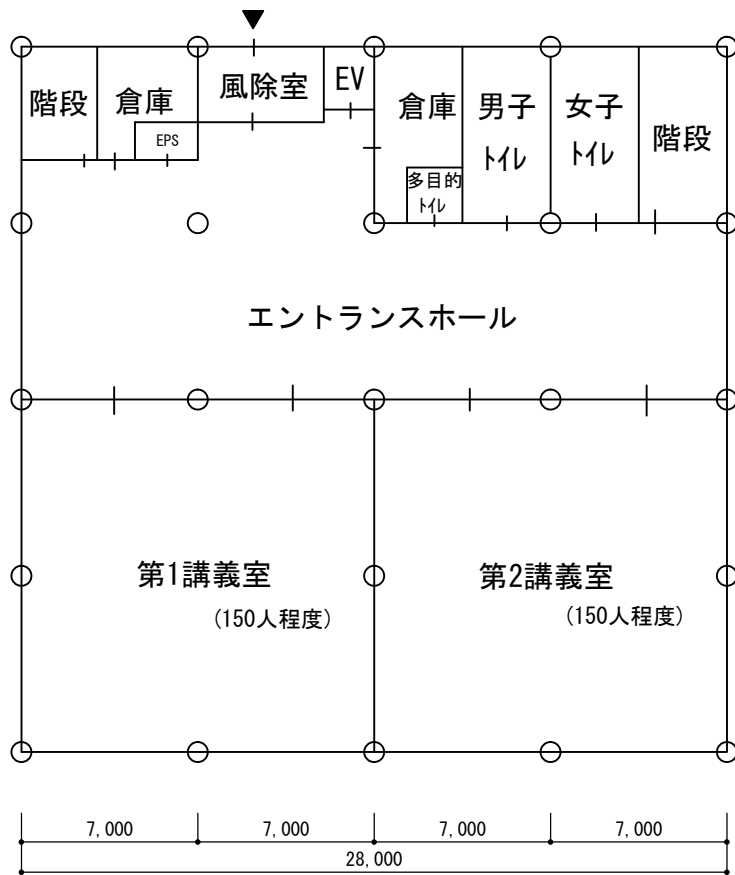 階段
倉庫
EPS
風除室
EV
倉庫
多目的
ﾄｲﾚ
男子
ﾄｲﾚ
女子
ﾄｲﾚ
階段
エントランスホール
第1講義室
(150人程度)
第2講義室
(150人程度)
7,000
7,000
7,000
7,000
28,000